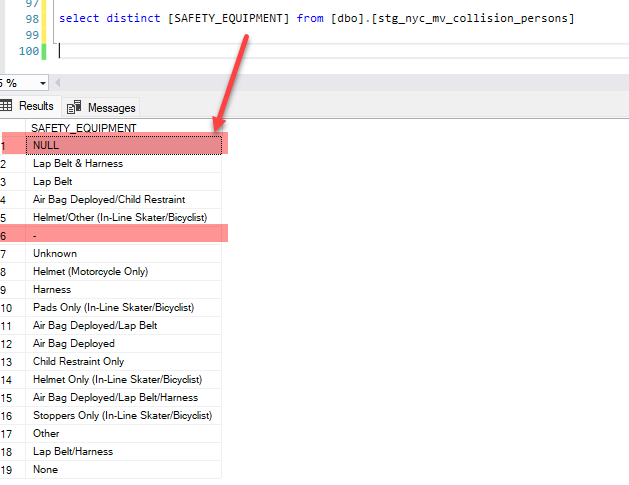 97
98 select distinct [SAFETY_EQUIPMENT] from [dbo].[stg_nyc_mv_collision_persons]
99
100
5 %
Results Messages
SAFETY_EQUIPMENT
1 NULL
2 Lap Belt & Harness
3 Lap Belt
4 Air Bag Deployed/Child Restraint
5 Helmet/Other (In-Line Skater/Bicyclist)
6 -
7 Unknown
8 Helmet (Motorcycle Only)
9 Harness
10 Pads Only (In-Line Skater/Bicyclist)
11 Air Bag Deployed/Lap Belt
12 Air Bag Deployed
13 Child Restraint Only
14 Helmet Only (In-Line Skater/Bicyclist)
15 Air Bag Deployed/Lap Belt/Harness
16 Stoppers Only (In-Line Skater/Bicyclist)
17 Other
18 Lap Belt/Harness
19 None